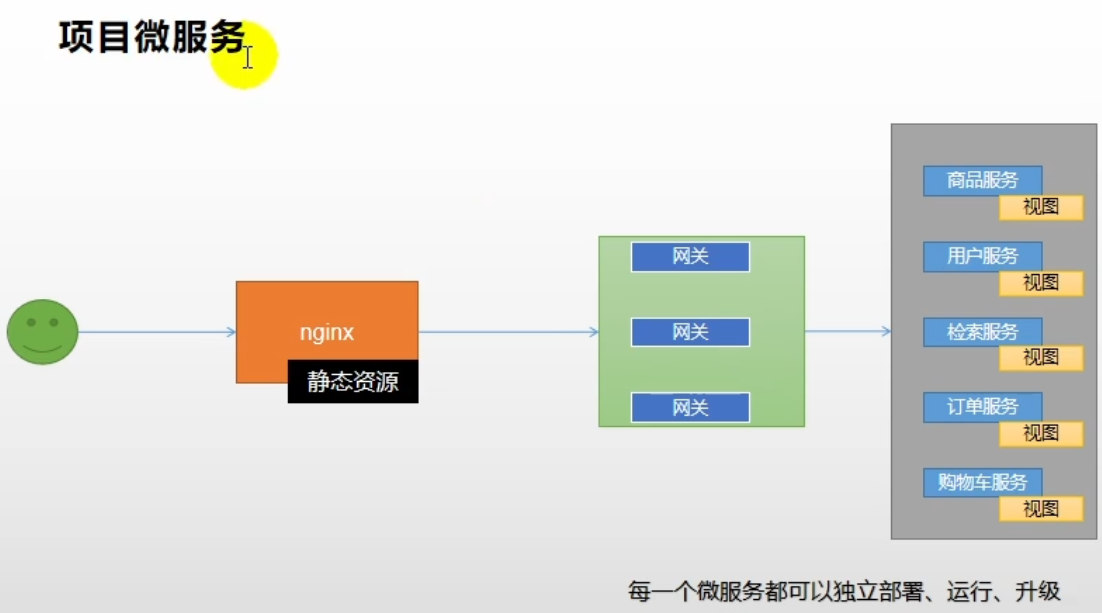 项目微服务
nginx
静态资源
网关
网关
网关
商品服务
视图
用户服务
视图
检索服务
视图
订单服务
视图
购物车服务
视图
每一个微服务都可以独立部署、运行、升级